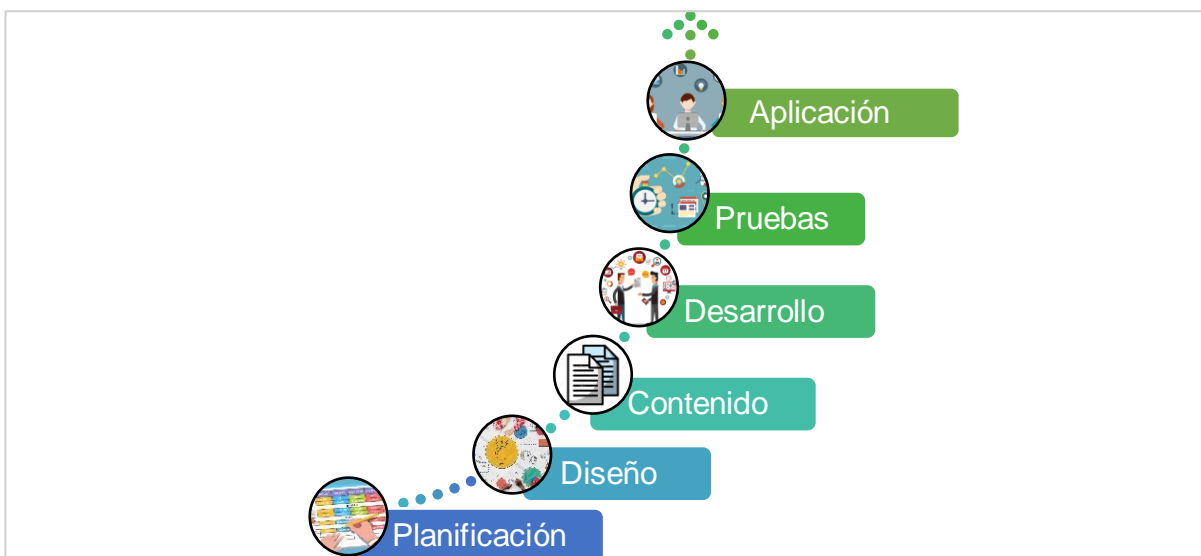 Aplicación
Pruebas
Desarrollo
Contenido
Diseño
Planificación